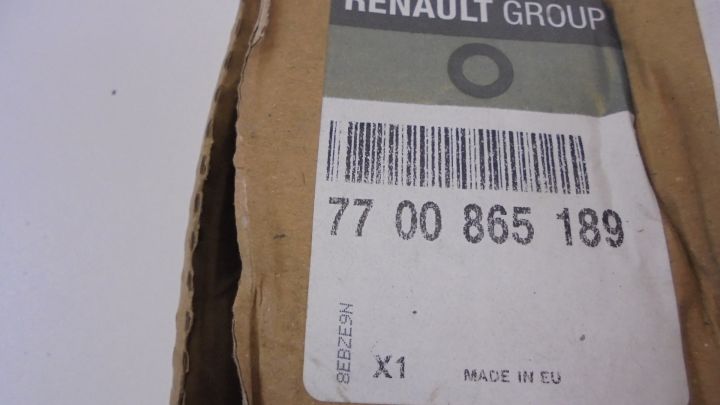 RENAULT GROUP
77 00 865 189
8EBZE9N
X1
MADE IN EU